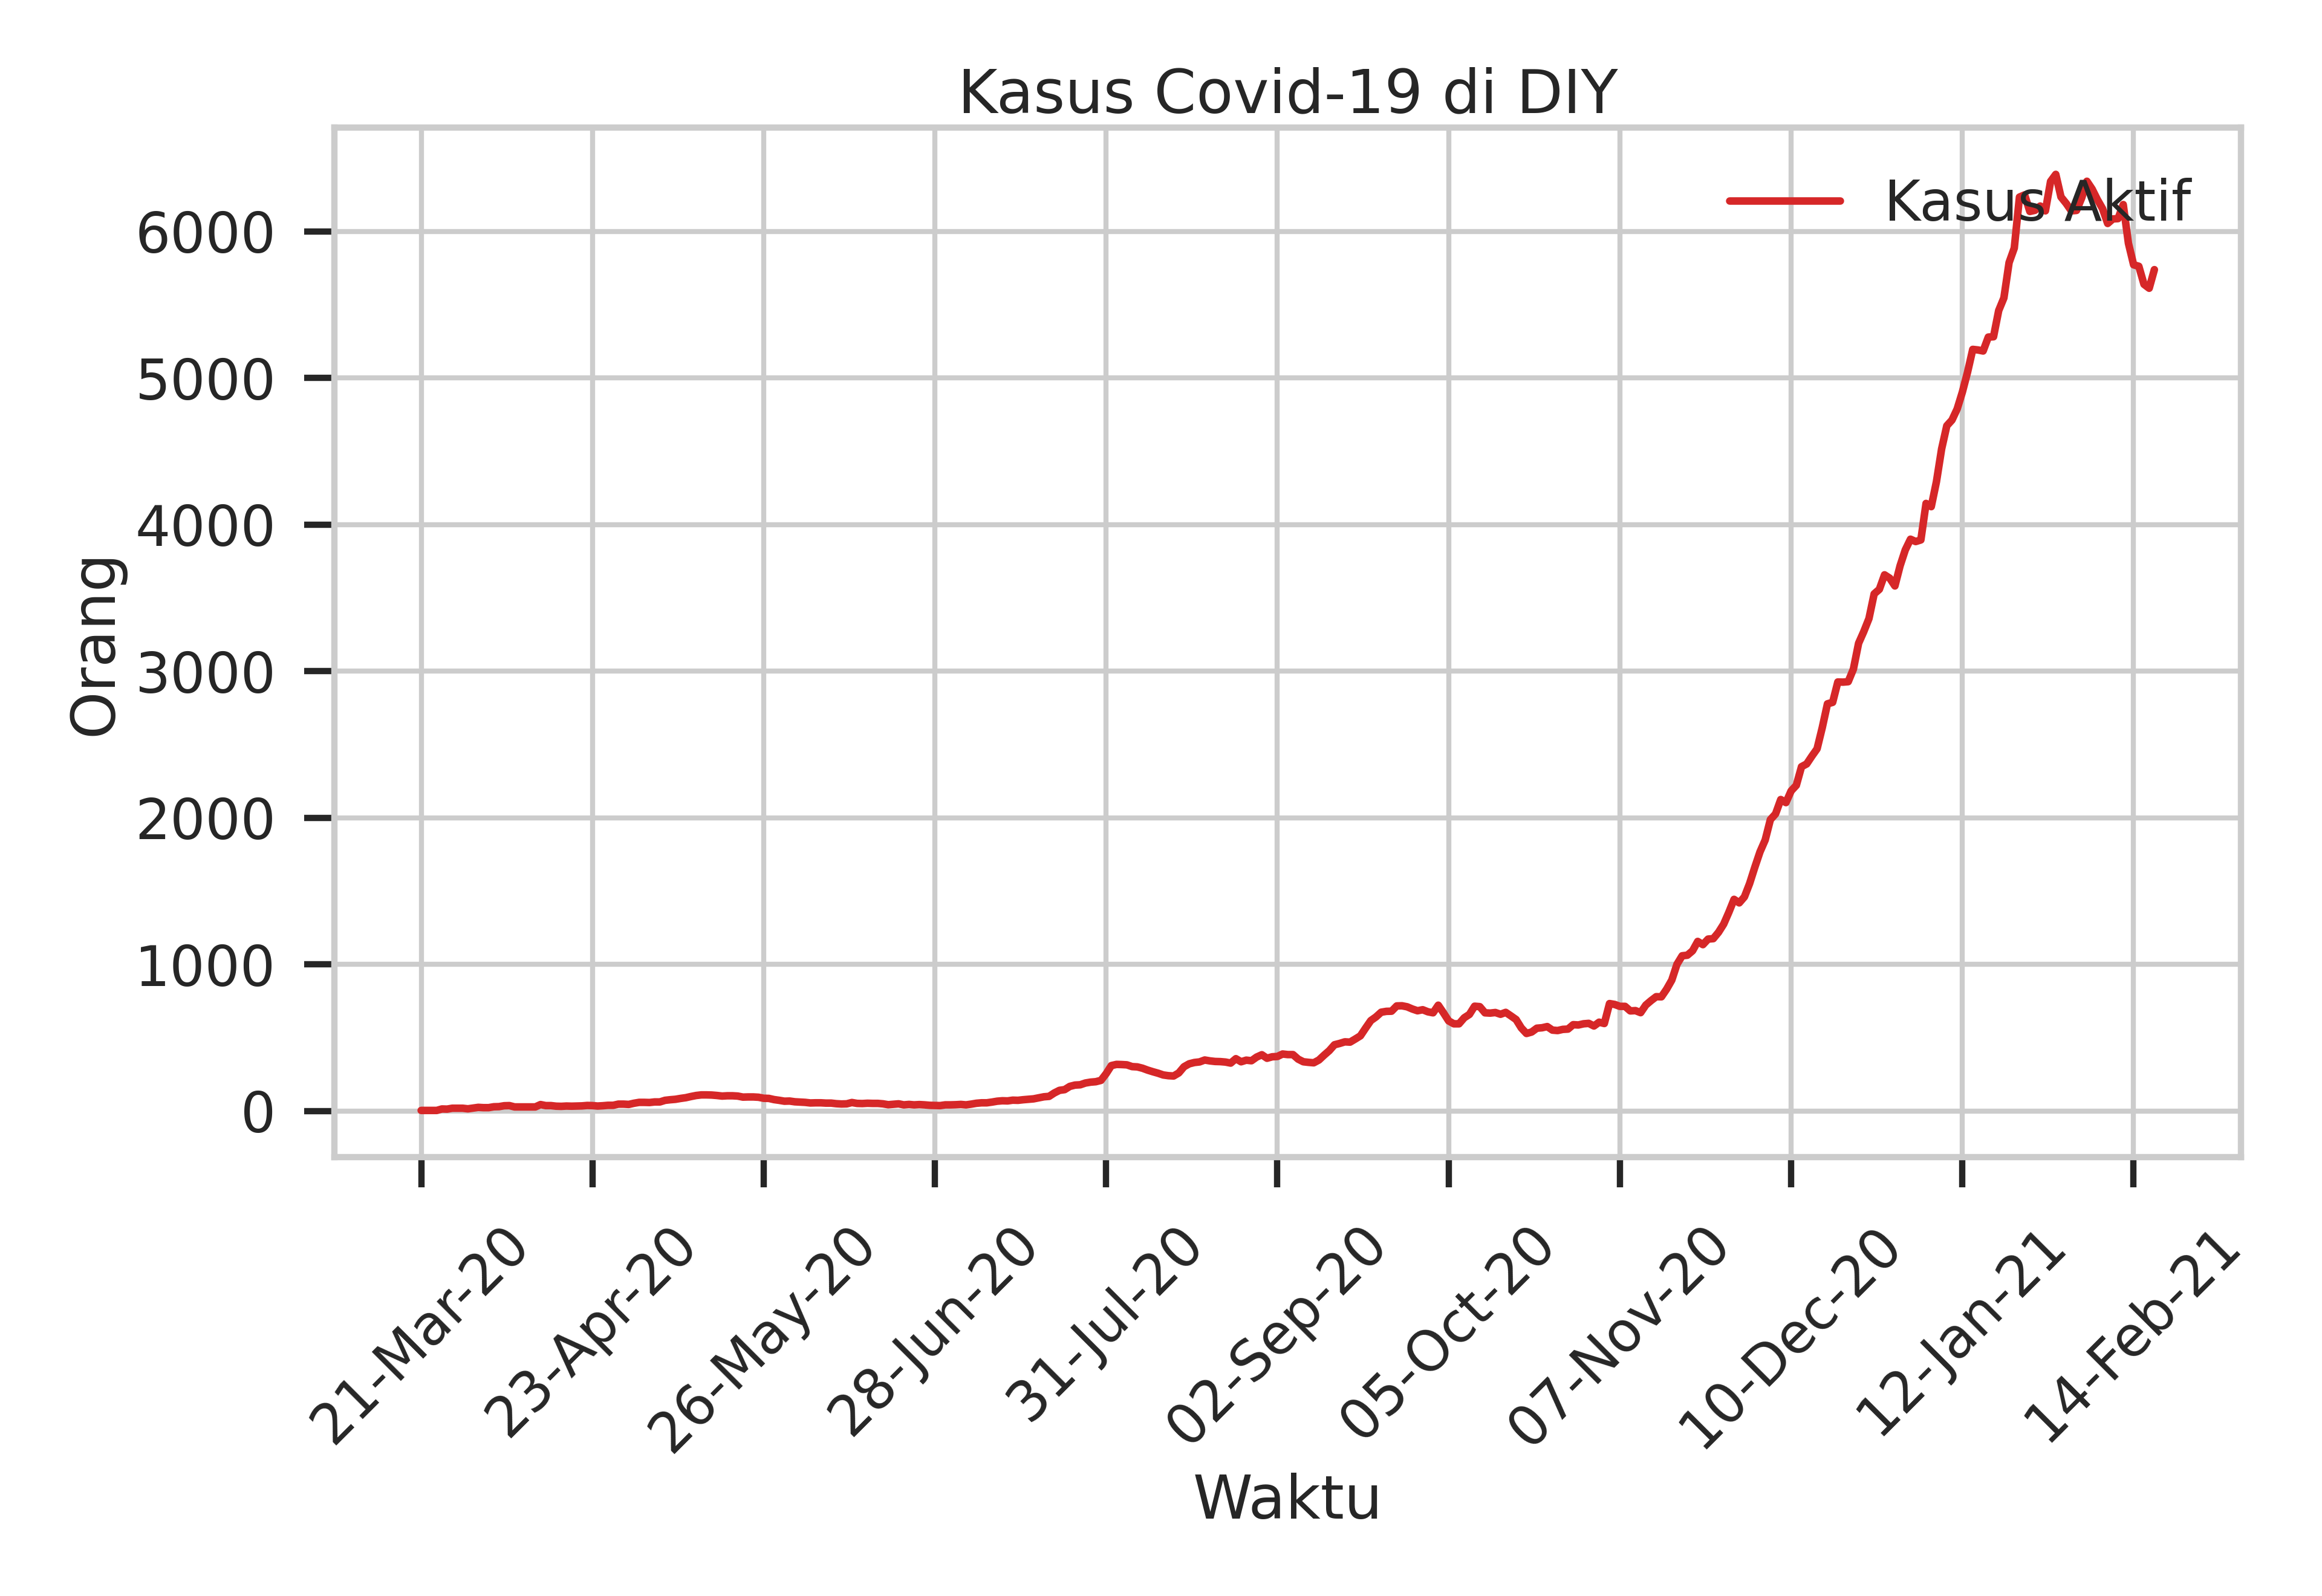 Kasus Covid-19 di DIY
Kasus Aktif
Orang
6000
5000
4000
3000
2000
1000
0
21-Mar-20
23-Apr-20
26-May-20
28-Jun-20
31-Jul-20
02-Sep-20
05-Oct-20
07-Nov-20
10-Dec-20
12-Jan-21
14-Feb-21
Waktu